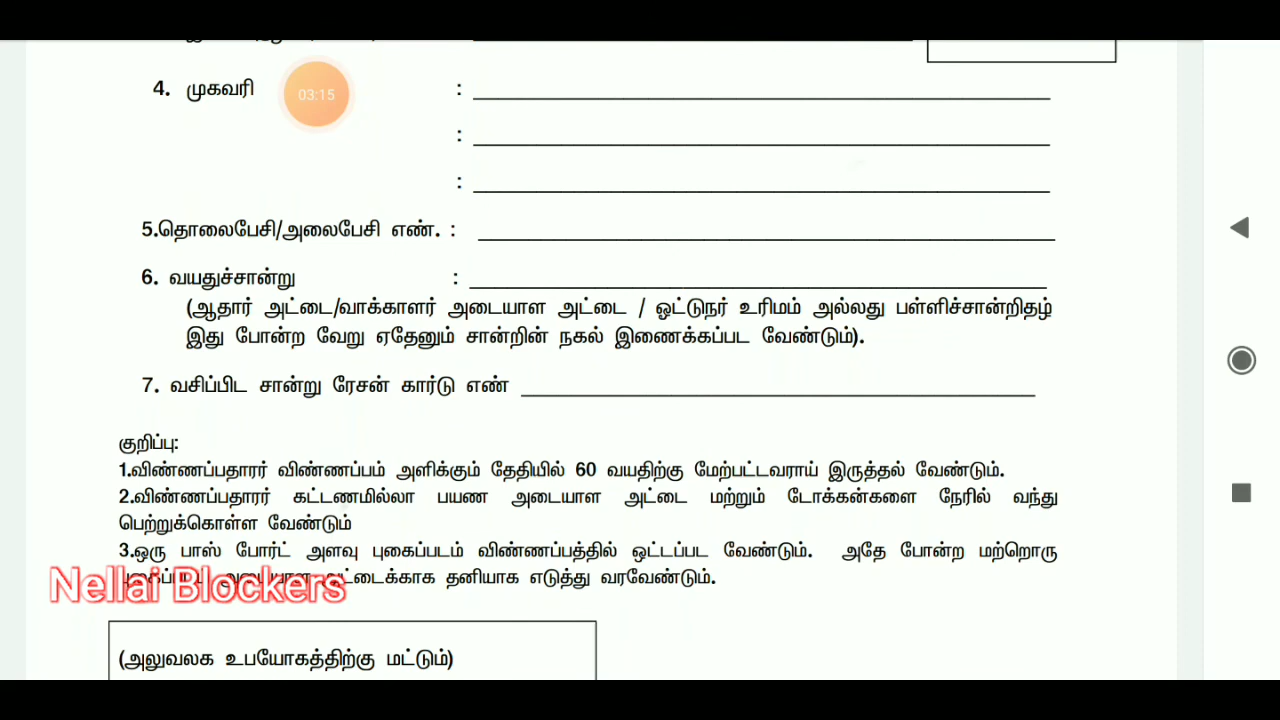 4. முகவரி :
03:15
:
:
5.தொலைபேசி/அலைபேசி எண். :
6. வயதுச்சான்று :
(ஆதார் அட்டை/வாக்காளர் அடையாள அட்டை / ஓட்டுநர் உரிமம் அல்லது பள்ளிச்சான்றிதழ்
இது போன்ற வேறு ஏதேனும் சான்றின் நகல் இணைக்கப்பட வேண்டும்).
7. வசிப்பிட சான்று ரேசன் கார்டு எண்
குறிப்பு:
1.விண்ணப்பதாரர் விண்ணப்பம் அளிக்கும் தேதியில் 60 வயதிற்கு மேற்பட்டவராய் இருத்தல் வேண்டும்.
2.விண்ணப்பதாரர் கட்டணமில்லா பயண அடையாள அட்டை மற்றும் டோக்கன்களை நேரில் வந்து
பெற்றுக்கொள்ள வேண்டும்
3.ஒரு பாஸ் போர்ட் அளவு புகைப்படம் விண்ணப்பத்தில் ஒட்டப்பட வேண்டும். அதே போன்ற மற்றொரு
தனியாக எடுத்து வரவேண்டும்.
Nellai Blockers
(அலுவலக உபயோகத்திற்கு மட்டும்)